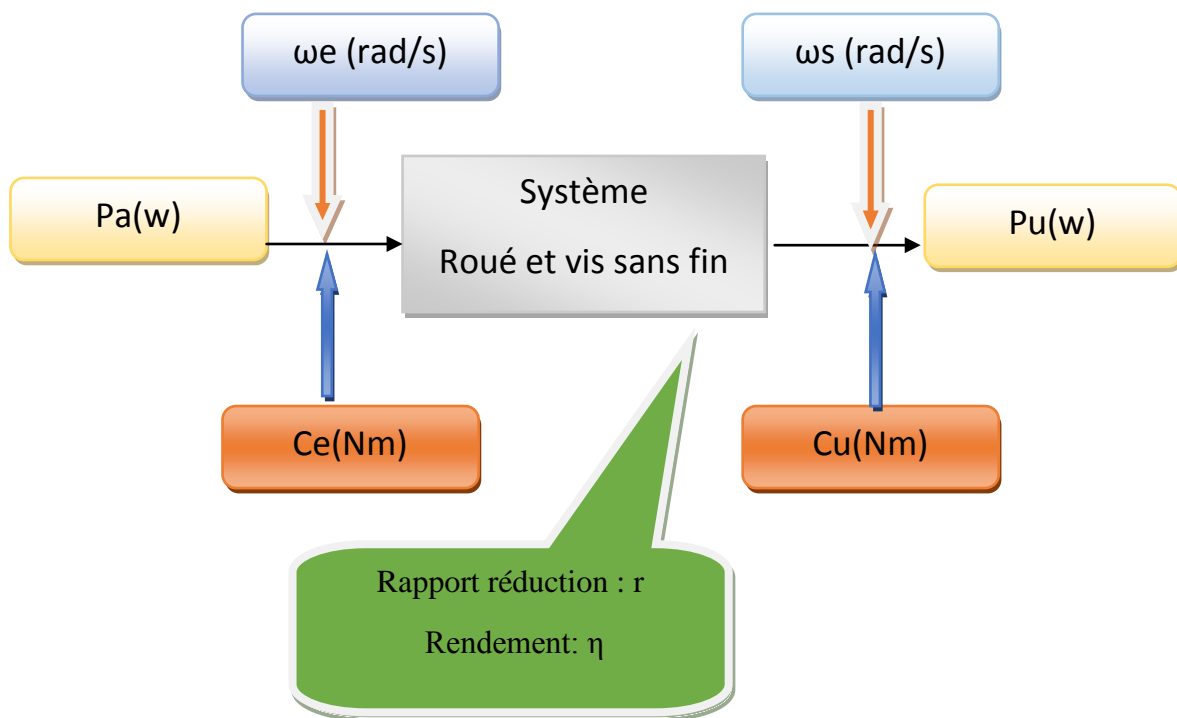 ωe (rad/s)
ωs (rad/s)
Pa(w)
Système
Roué et vis sans fin
Pu(w)
Ce(Nm)
Cu(Nm)
Rapport réduction : r
Rendement: η